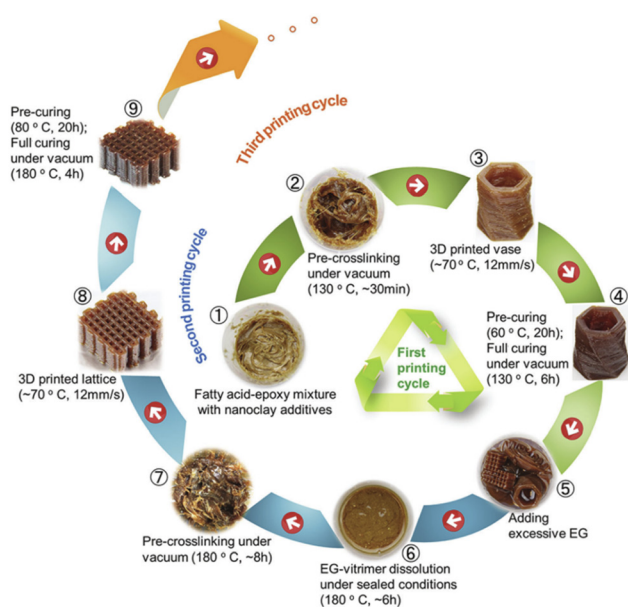 ①
Fatty acid-epoxy mixture
with nanoclay additives
②
Pre-crosslinking
under vacuum
(130 °C, ~30min)
③
3D printed vase
(~70 °C, 12mm/s)
④
Pre-curing
(60 °C, 20h);
Full curing
under vacuum
(130 °C, 6h)
First
printing
cycle
⑤
Adding
excessive EG
⑥
EG-vitrimer dissolution
under sealed conditions
(180 °C, ~6h)
⑦
Pre-crosslinking under
vacuum (180 °C, ~8h)
⑧
3D printed lattice
(~70 °C, 12mm/s)
Second printing cycle
⑨
Pre-curing
(80 °C, 20h);
Full curing
under vacuum
(180 °C, 4h)
Third printing cycle